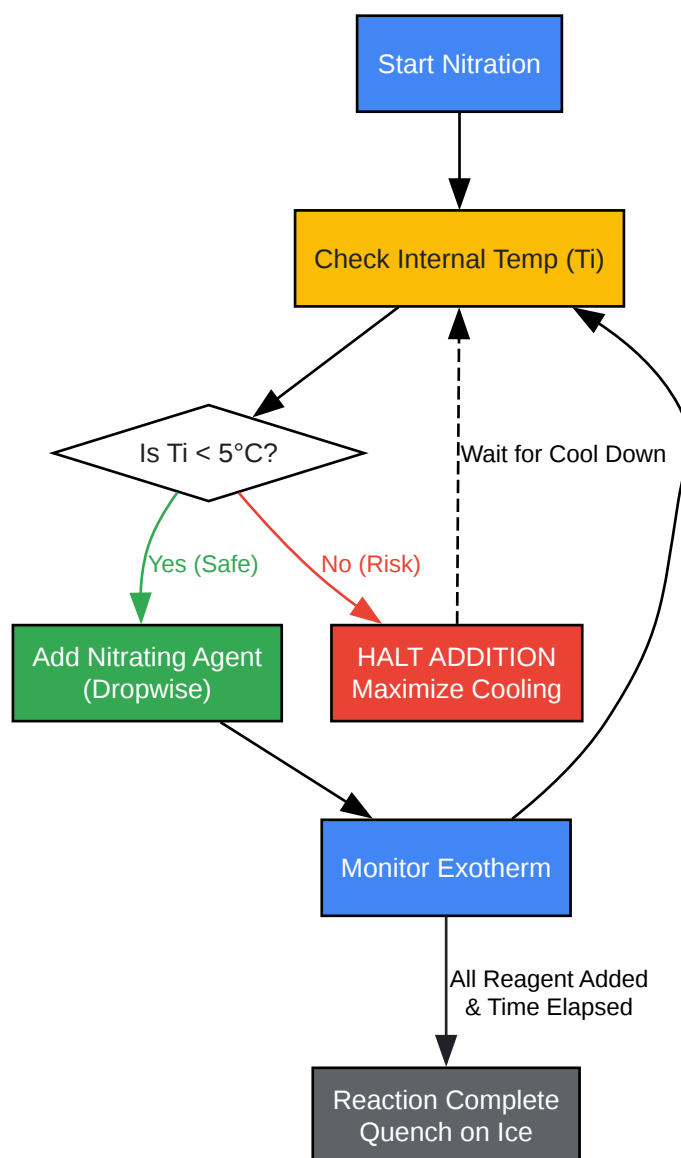 Start Nitration
Check Internal Temp (Ti)
Is Ti < 5°C?
Wait for Cool Down
Yes (Safe)
No (Risk)
Add Nitrating Agent
(Dropwise)
HALT ADDITION
Maximize Cooling
Monitor Exotherm
All Reagent Added
& Time Elapsed
Reaction Complete
Quench on Ice